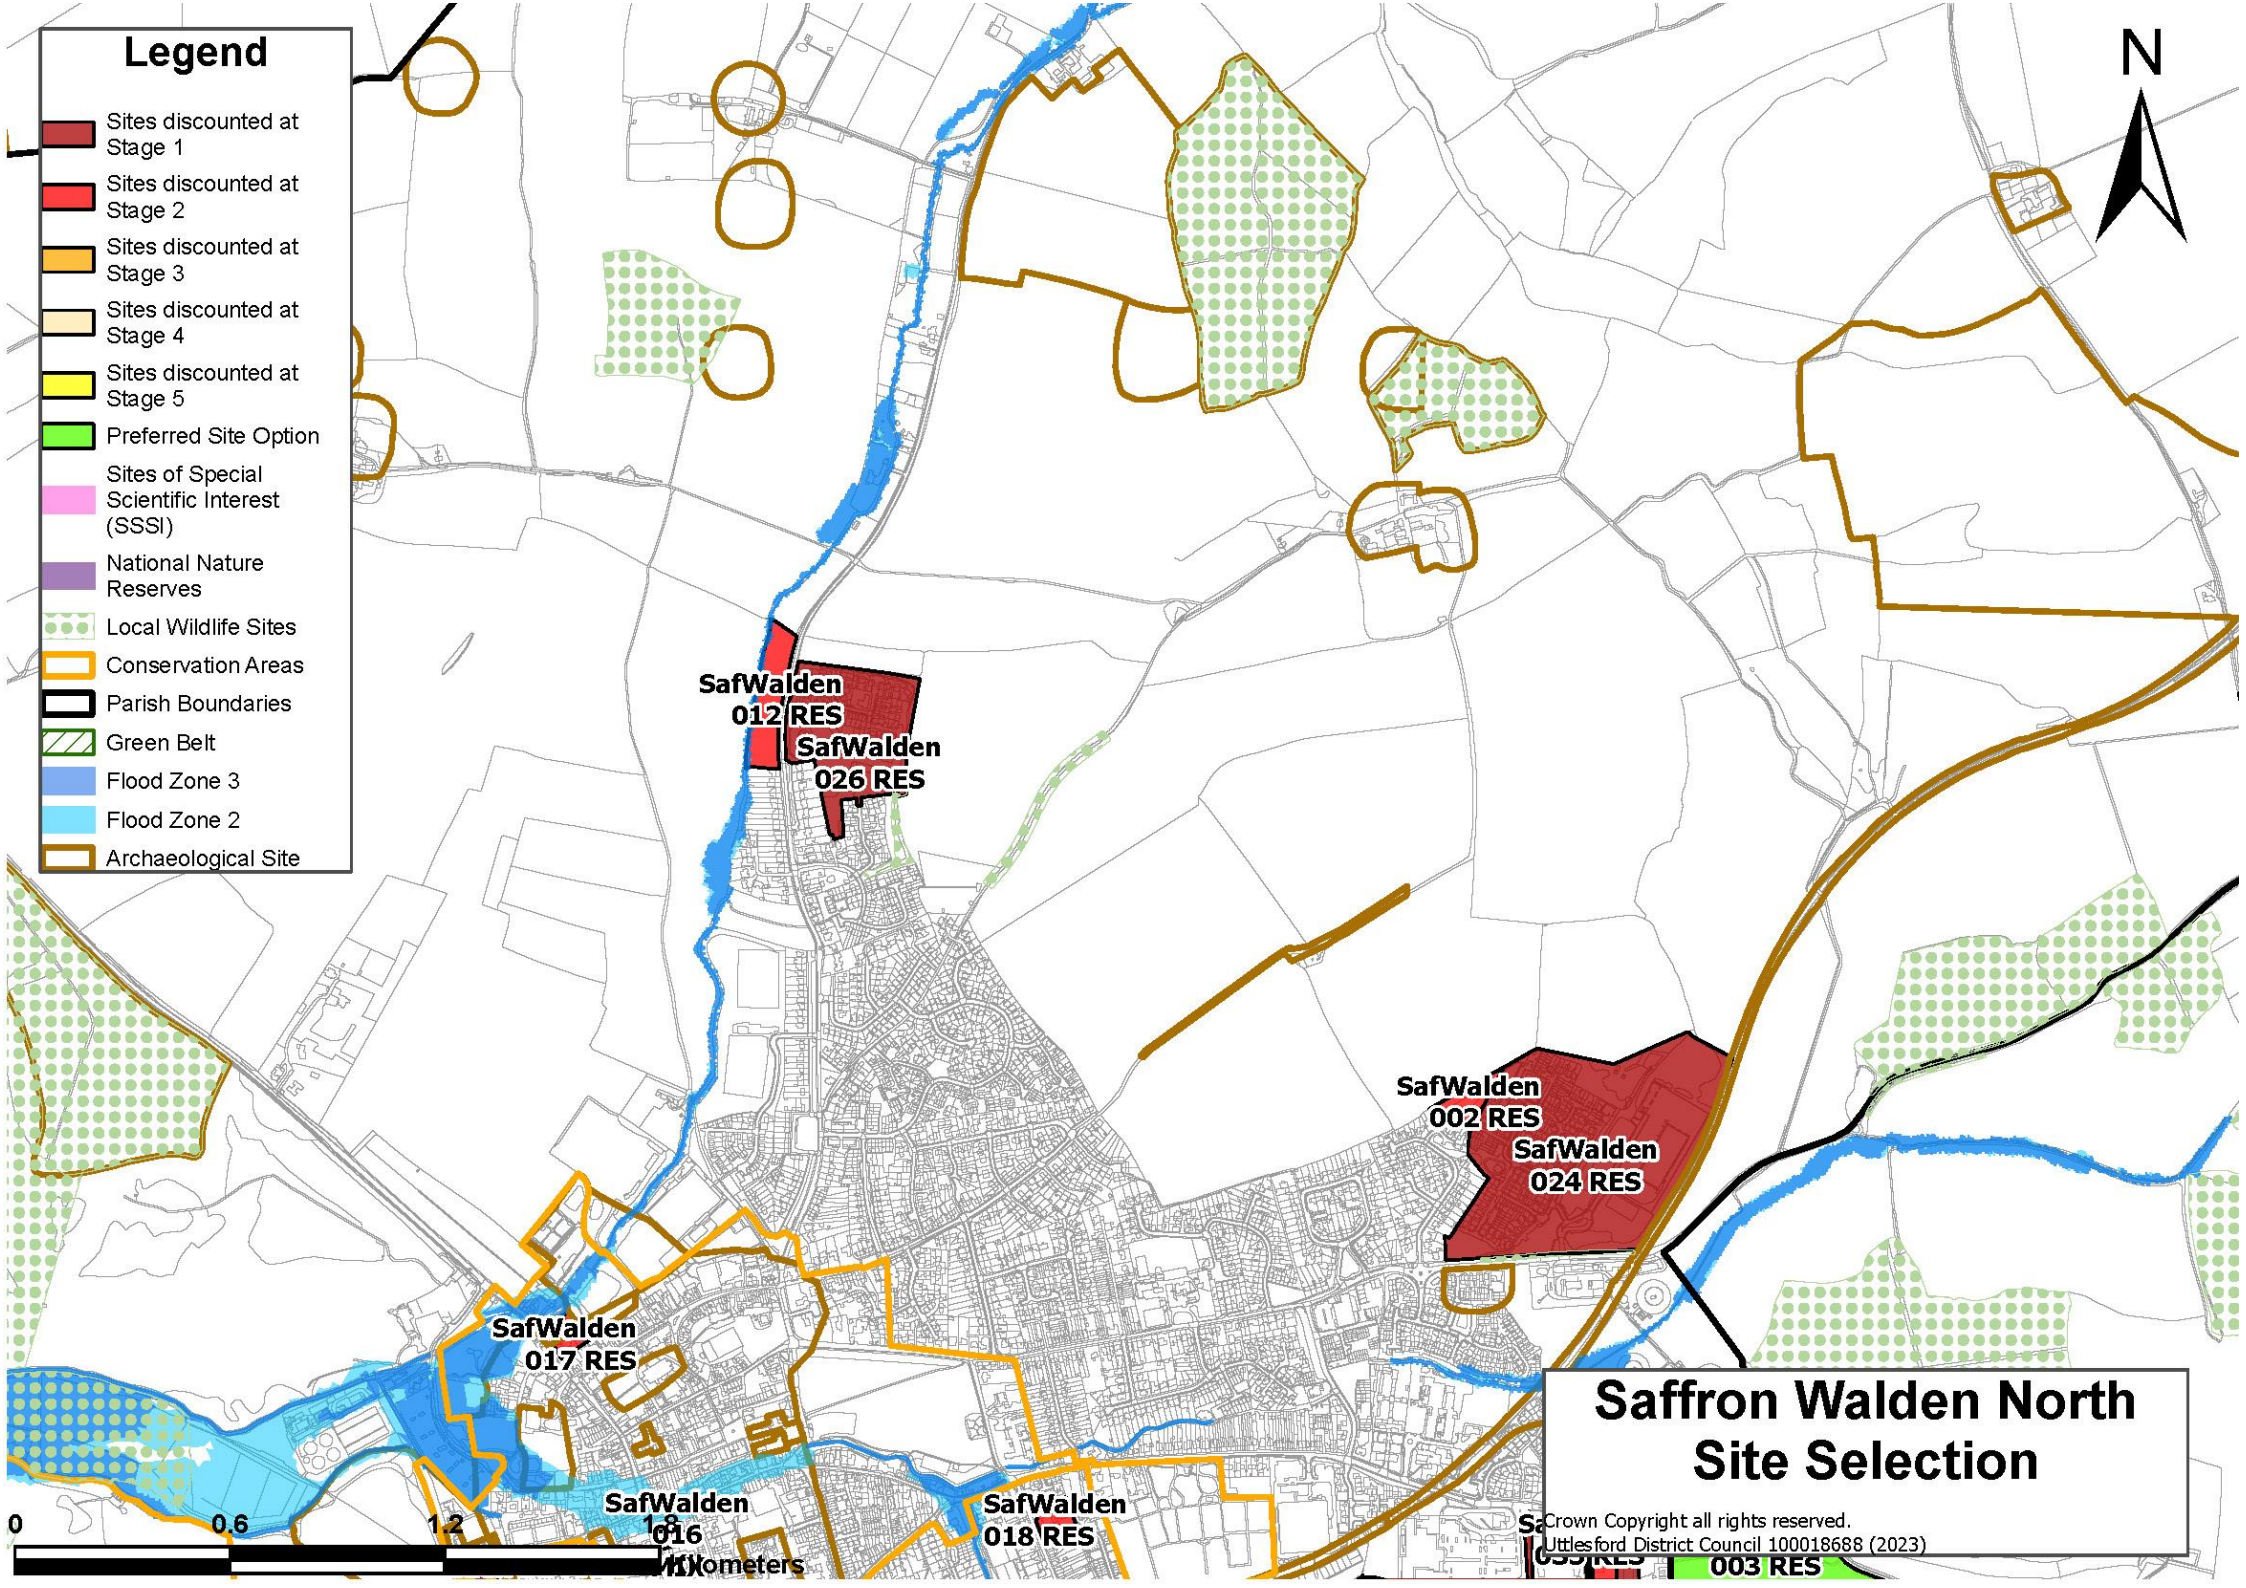 Legend
Sites discounted at
Stage 1
Sites discounted at
Stage 2
Sites discounted at
Stage 3
Sites discounted at
Stage 4
Sites discounted at
Stage 5
Preferred Site Option
Sites of Special
Scientific Interest
(SSSI)
National Nature
Reserves
Local Wildlife Sites
Conservation Areas
Parish Boundaries
Green Belt
Flood Zone 3
Flood Zone 2
Archaeological Site
N
SafWalden
012 RES
SafWalden
026 RES
SafWalden
002 RES
SafWalden
024 RES
SafWalden
017 RES
SafWalden
016
SafWalden
018 RES
003 RES
0 0.6 1.2 1.8
Kilometers
Saffron Walden North
Site Selection
Crown Copyright all rights reserved.
Uttlesford District Council 100018688 (2023)